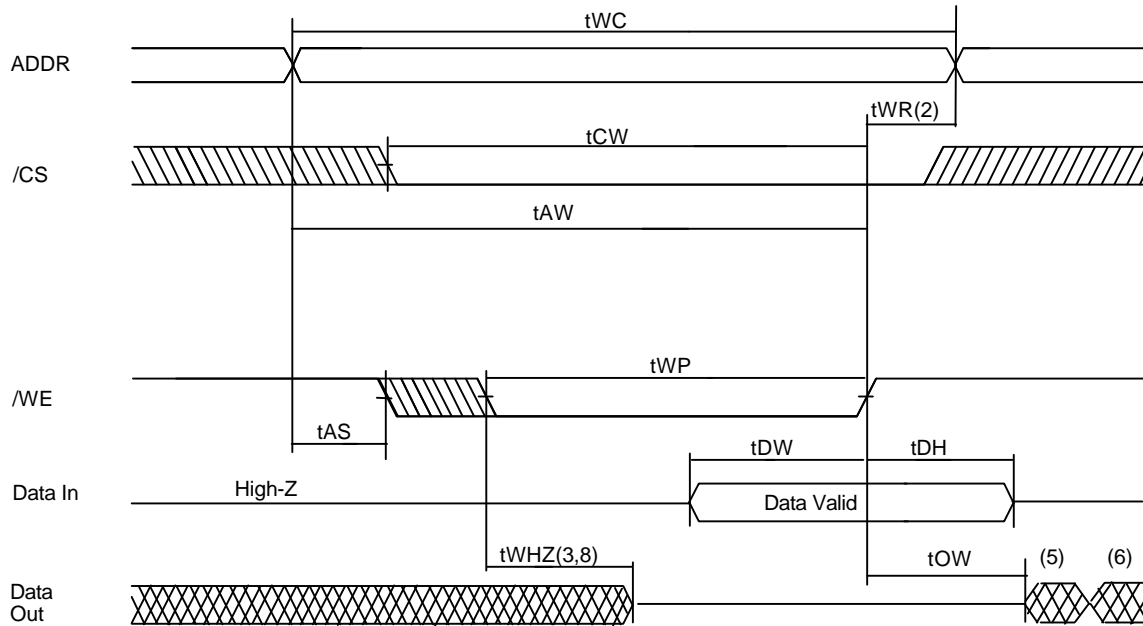 tWC
ADDR
tWR(2)
tCW
/CS
tAW
tWP
/WE
tAS
tDW
tDH
Data In
High-Z
Data Valid
tWHZ(3,8)
tOW
(5)
(6)
Data
Out